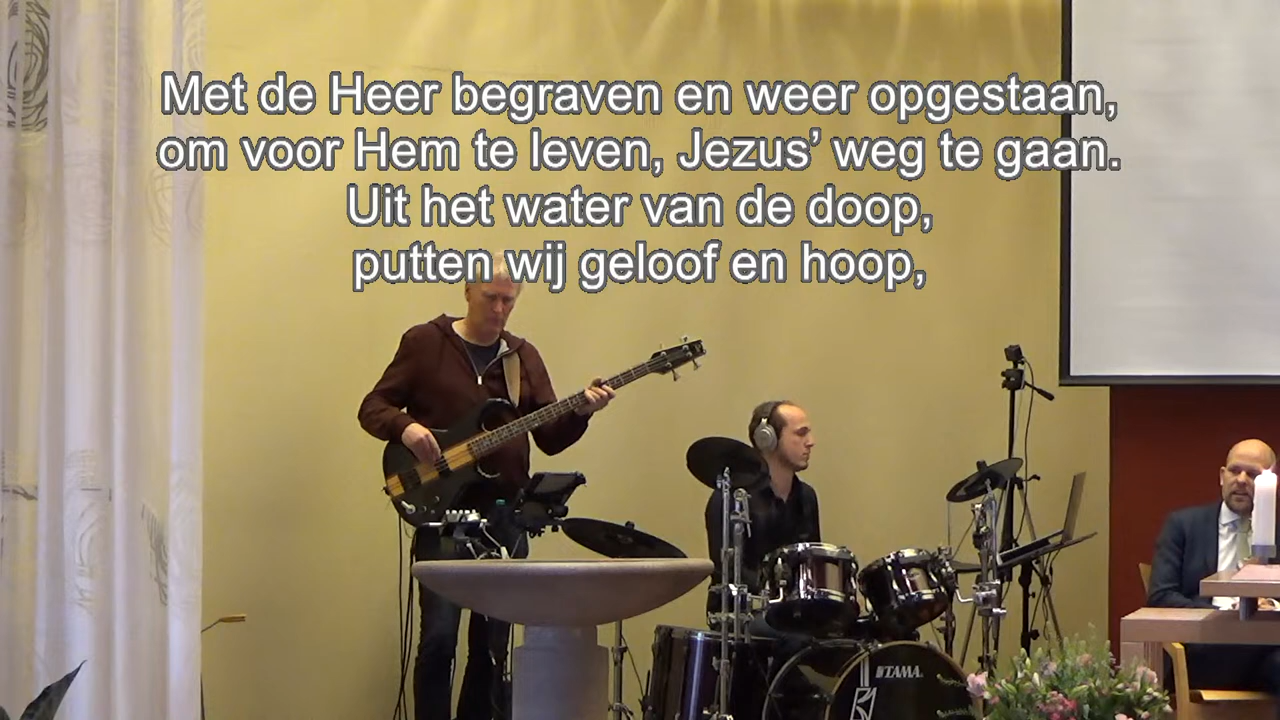 Met de Heer begraven en weer opgestaan,
om voor Hem te leven, Jezus’ weg te gaan.
Uit het water van de doop,
putten wij geloof en hoop,
TAMA